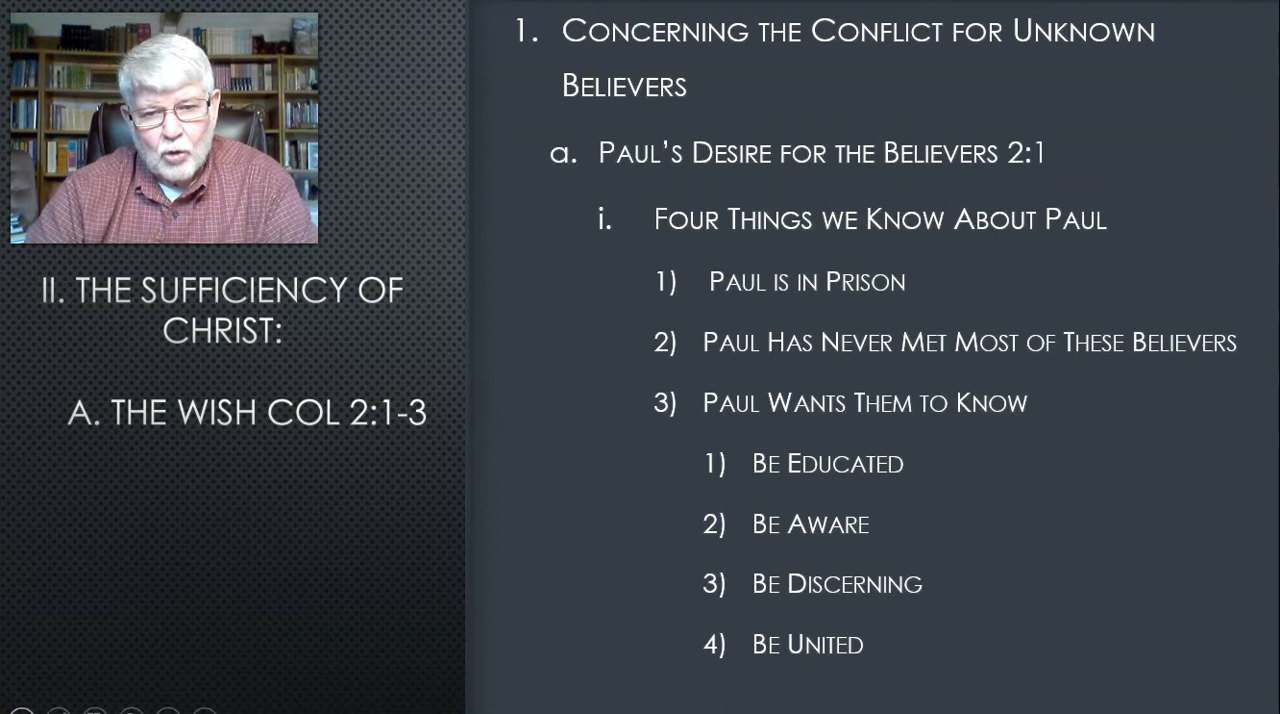 II. THE SUFFICIENCY OF
CHRIST:
A. THE WISH COL 2:1-3
1. CONCERNING THE CONFLICT FOR UNKNOWN
BELIEVERS
a. PAUL'S DESIRE FOR THE BELIEVERS 2:1
i. FOUR THINGS WE KNOW ABOUT PAUL
1) PAUL IS IN PRISON
2) PAUL HAS NEVER MET MOST OF THESE BELIEVERS
3) PAUL WANTS THEM TO KNOW
1) BE EDUCATED
2) BE AWARE
3) BE DISCERNING
4) BE UNITED